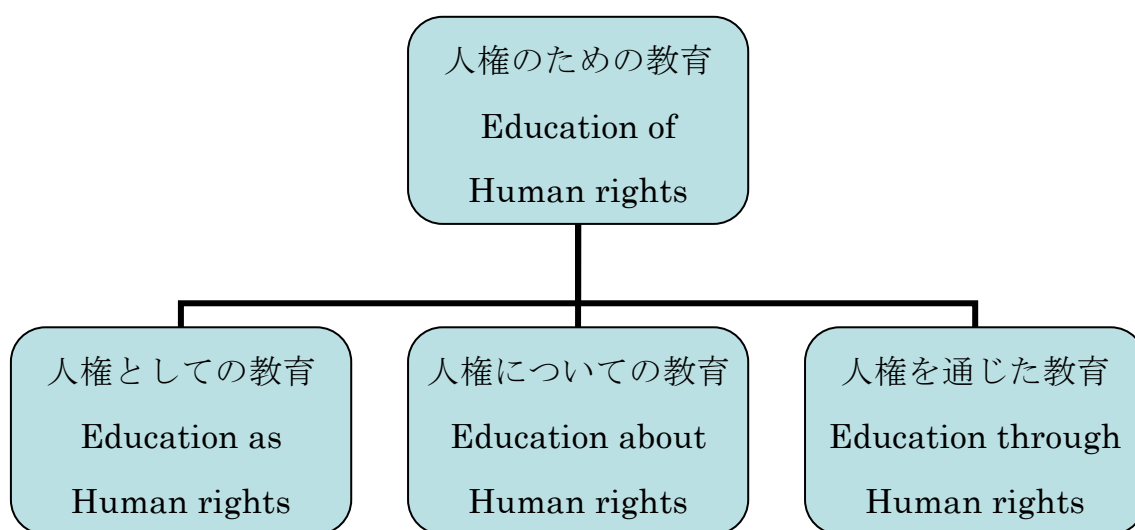 人権のための教育
Education of
Human rights
人権としての教育
Education as
Human rights
人権についての教育
Education about
Human rights
人権を通じた教育
Education through
Human rights